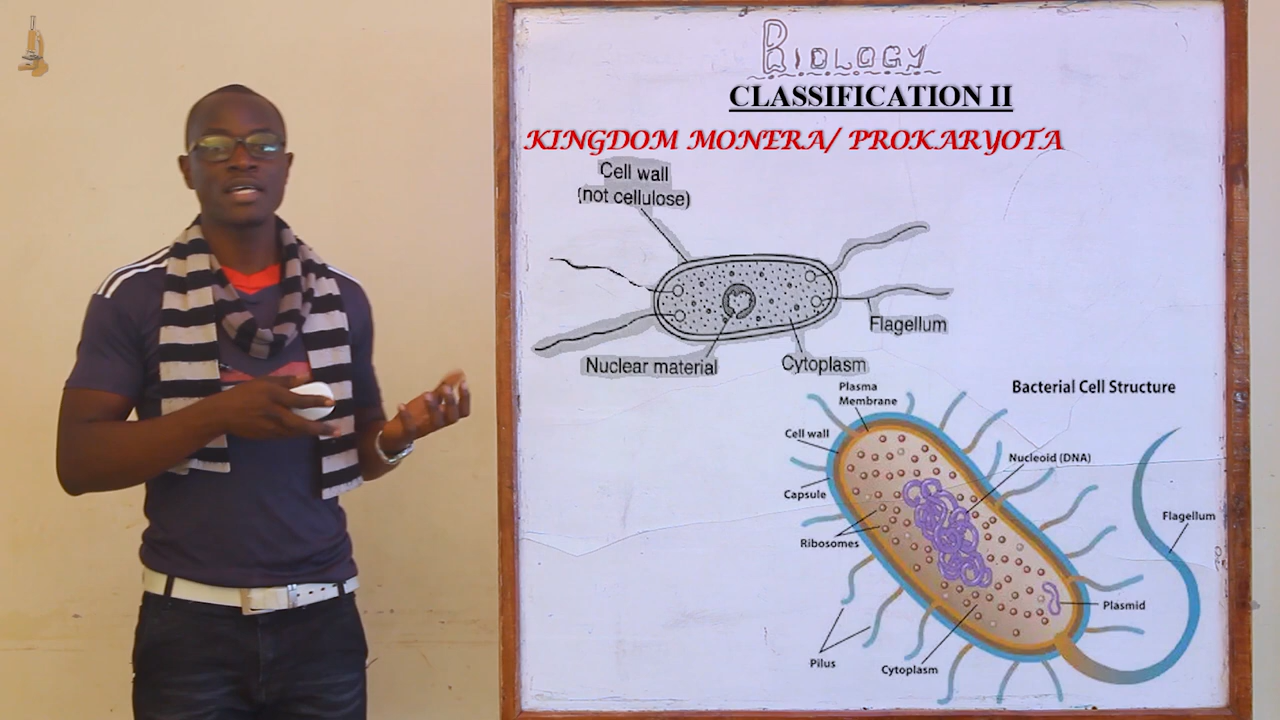 BIOLOGY
CLASSIFICATION II
KINGDOM MONERA/ PROKARYOTA
Cell wall
(not cellulose)
Flagellum
Nuclear material
Cytoplasm
Bacterial Cell Structure
Plasma
Membrane
Cell wall
Nucleoid (DNA)
Capsule
Flagellum
Ribosomes
Plasmid
Pilus
Cytoplasm